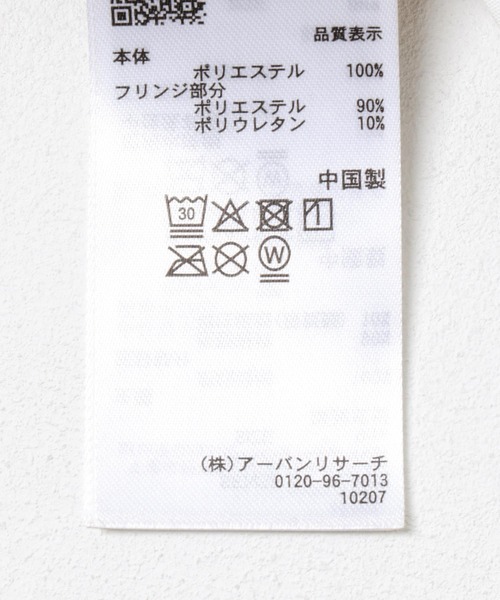 品質表示
本体
ポリエステル 100%
フリンジ部分
ポリエステル 90%
ポリウレタン 10%
中国製
30
W
(株)アーバンリサーチ
0120-96-7013
10207